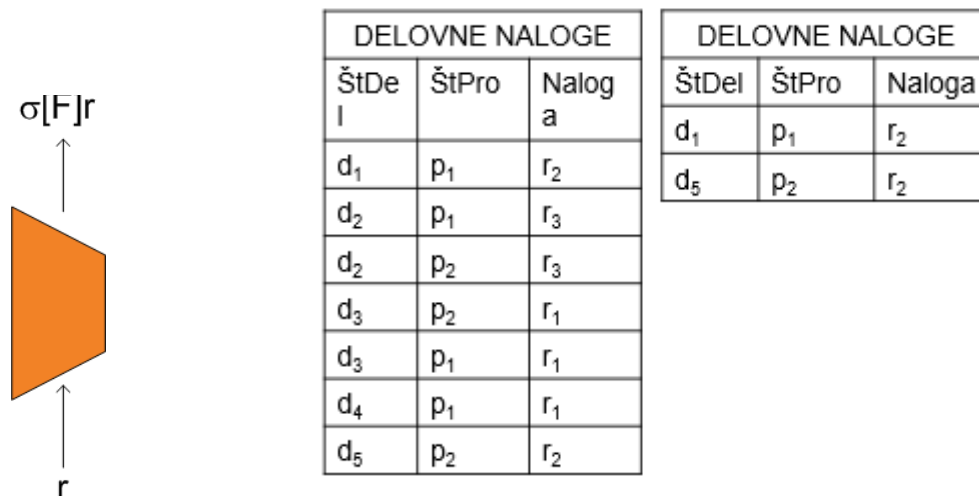 σ[F]r
r
DELOVNE NALOGE
ŠtDe
l
ŠtPro
Nalog
a
d₁ p₁ r₂
d₂ p₁ r₃
d₂ p₂ r₃
d₃ p₂ r₁
d₃ p₁ r₁
d₄ p₁ r₁
d₅ p₂ r₂
DELOVNE NALOGE
ŠtDel ŠtPro Naloga
d₁ p₁ r₂
d₅ p₂ r₂